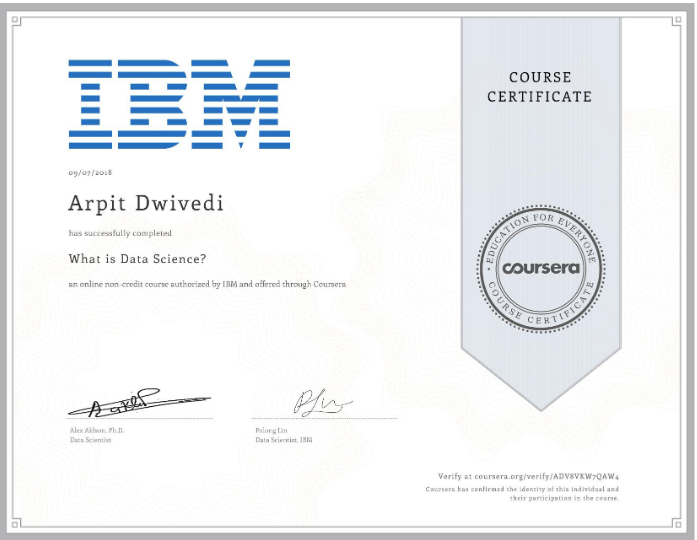 IBM
COURSE
CERTIFICATE
09/07/2018
Arpit Dwivedi
has successfully completed
What is Data Science?
an online non-credit course authorized by IBM and offered through Coursera
EDUCATION FOR EVERYONE
coursera
COURSE CERTIFICATE
Alex Aklson, Ph.D.
Data Scientist
Polong Lin
Data Scientist, IBM
Verify at coursera.org/verify/ADV8VKW7QAW4
Coursera has confirmed the identity of this individual and
their participation in the course.